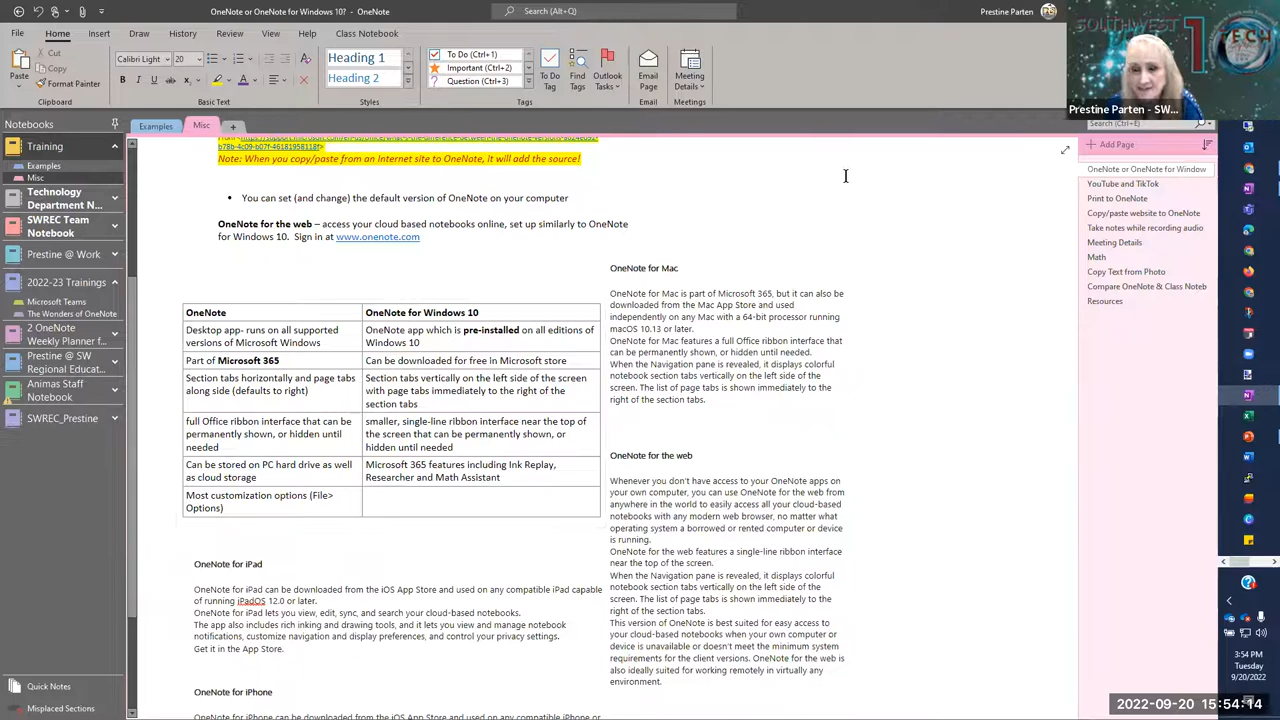 OneNote or OneNote for Windows 10? - OneNote
Search (Alt+Q)
Prestine Parten
File
Home
Insert
Draw
History
Review
View
Help
Class Notebook
Paste
Cut
Copy
Format Painter
Clipboard
Calibri Light
20
Basic Text
Heading 1
Heading 2
Styles
To Do (Ctrl+1)
Important (Ctrl+2)
Question (Ctrl+3)
To Do
Tag
Find
Tags
Outlook
Tasks
Tags
Email
Page
Email
Meeting
Details
Meetings
SOUTHWEST
TECH
Prestine Parten - SW...
Notebooks
Training
Examples
Misc
Technology
Department N...
SWREC Team
Notebook
Prestine @ Work
2022-23 Trainings
Microsoft Teams
The Wonders of OneNote
2 OneNote
Weekly Planner f...
Prestine @ SW
Regional Educat...
Animas Staff
Notebook
SWREC_Prestine
Quick Notes
Misplaced Sections
Examples
Misc
b78b-4c09-b07f-46181958118f>
Note: When you copy/paste from an Internet site to OneNote, it will add the source!
• You can set (and change) the default version of OneNote on your computer
OneNote for the web – access your cloud based notebooks online, set up similarly to OneNote
for Windows 10. Sign in at www.onenote.com
OneNote
OneNote for Windows 10
Desktop app- runs on all supported
versions of Microsoft Windows
OneNote app which is pre-installed on all editions of
Windows 10
Part of Microsoft 365
Can be downloaded for free in Microsoft store
Section tabs horizontally and page tabs
along side (defaults to right)
Section tabs vertically on the left side of the screen
with page tabs immediately to the right of the
section tabs
full Office ribbon interface that can be
permanently shown, or hidden until
needed
smaller, single-line ribbon interface near the top of
the screen that can be permanently shown, or
hidden until needed
Can be stored on PC hard drive as well
as cloud storage
Microsoft 365 features including Ink Replay,
Researcher and Math Assistant
Most customization options (File>
Options)
OneNote for iPad
OneNote for iPad can be downloaded from the iOS App Store and used on any compatible iPad capable
of running iPadOS 12.0 or later.
OneNote for iPad lets you view, edit, sync, and search your cloud-based notebooks.
The app also includes rich inking and drawing tools, and it lets you view and manage notebook
notifications, customize navigation and display preferences, and control your privacy settings.
Get it in the App Store.
OneNote for iPhone
OneNote for iPhone can be downloaded from the iOS App Store and used on any compatible iPhone or
OneNote for Mac
OneNote for Mac is part of Microsoft 365, but it can also be
downloaded from the Mac App Store and used
independently on any Mac with a 64-bit processor running
macOS 10.13 or later.
OneNote for Mac features a full Office ribbon interface that
can be permanently shown, or hidden until needed.
When the Navigation pane is revealed, it displays colorful
notebook section tabs vertically on the left side of the
screen. The list of page tabs is shown immediately to the
right of the section tabs.
OneNote for the web
Whenever you don't have access to your OneNote apps on
your own computer, you can use OneNote for the web from
anywhere in the world to easily access all your cloud-based
notebooks with any modern web browser, no matter what
operating system a borrowed or rented computer or device
is running.
OneNote for the web features a single-line ribbon interface
near the top of the screen.
When the Navigation pane is revealed, it displays colorful
notebook section tabs vertically on the left side of the
screen. The list of page tabs is shown immediately to the
right of the section tabs.
This version of OneNote is best suited for easy access to
your cloud-based notebooks when your own computer or
device is unavailable or doesn't meet the minimum system
requirements for the client versions. OneNote for the web is
also ideally suited for working remotely in virtually any
environment.
Search (Ctrl+E)
Add Page
OneNote or OneNote for Window
YouTube and TikTok
Print to OneNote
Copy/paste website to OneNote
Take notes while recording audio
Meeting Details
Math
Copy Text from Photo
Compare OneNote & Class Noteb
Resources
3:54 PM
Tuesday
9/20/2022
2022-09-20 15:54:14